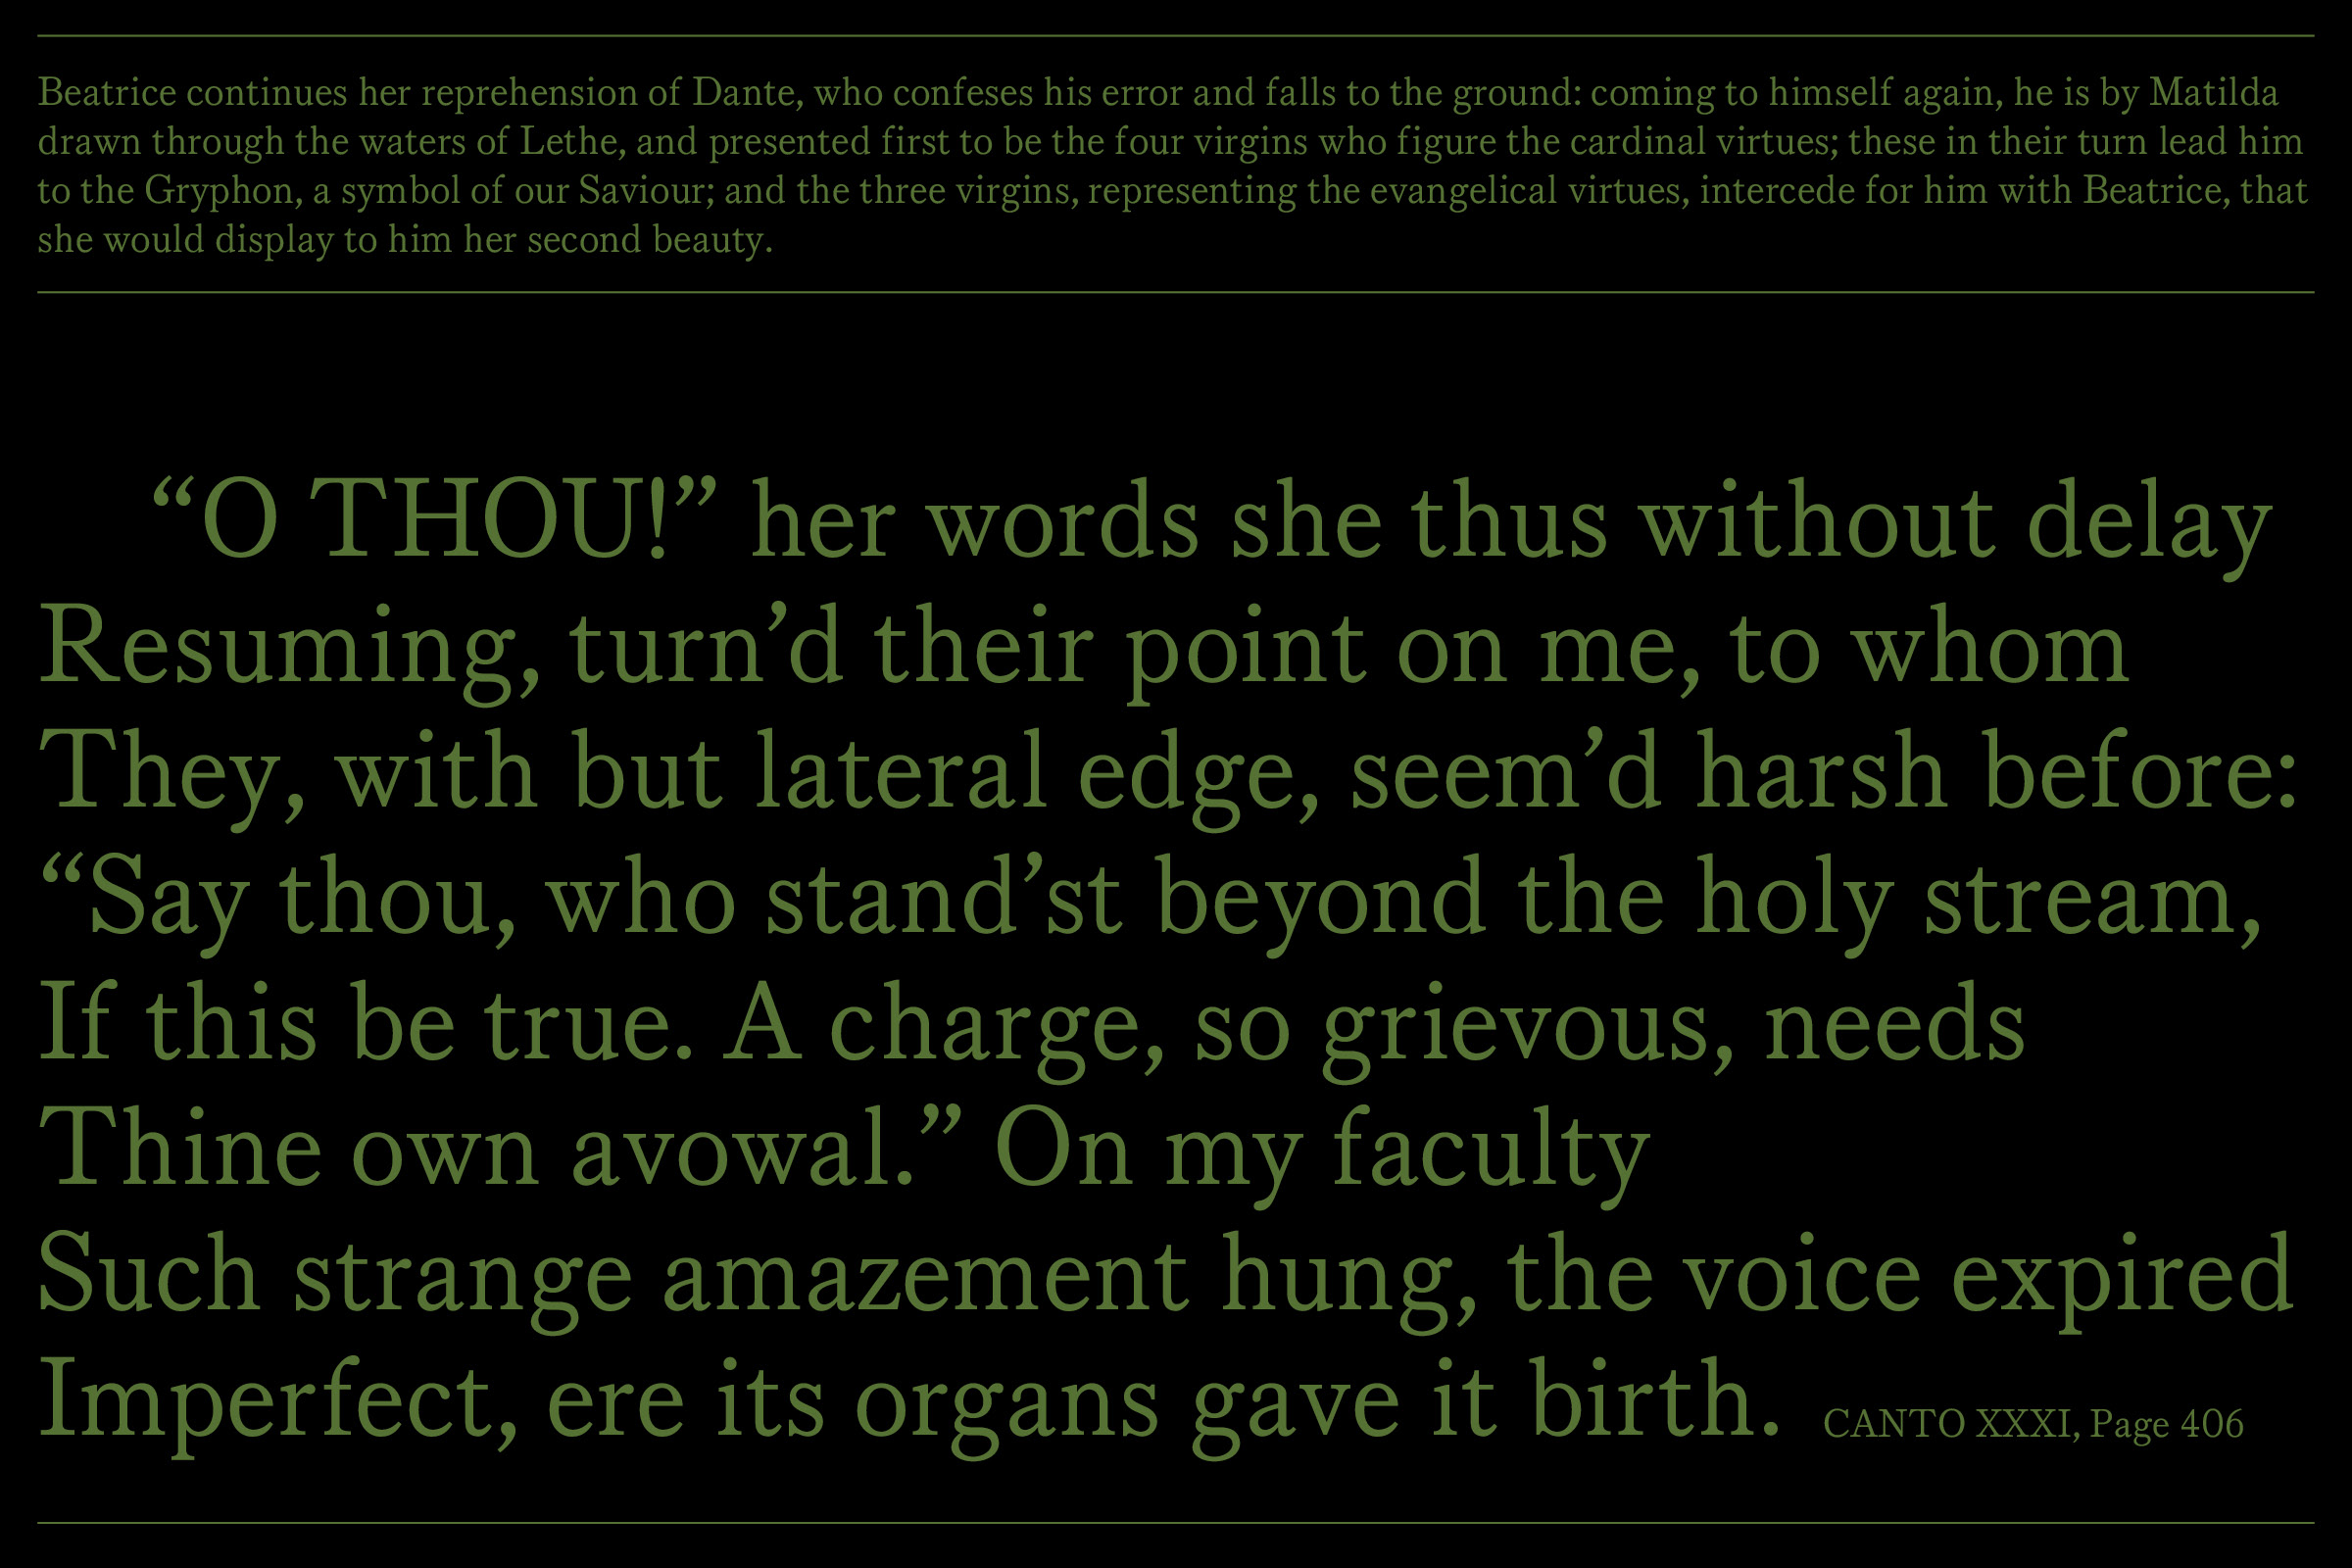 Beatrice continues her reprehension of Dante, who confeses his error and falls to the ground: coming to himself again, he is by Matilda
drawn through the waters of Lethe, and presented first to be the four virgins who figure the cardinal virtues; these in their turn lead him
to the Gryphon, a symbol of our Saviour; and the three virgins, representing the evangelical virtues, intercede for him with Beatrice, that
she would display to him her second beauty.
“O THOU!” her words she thus without delay
Resuming, turn’d their point on me, to whom
They, with but lateral edge, seem’d harsh before:
“Say thou, who stand’st beyond the holy stream,
If this be true. A charge, so grievous, needs
Thine own avowal.” On my faculty
Such strange amazement hung, the voice expired
Imperfect, ere its organs gave it birth. CANTO XXXI, Page 406